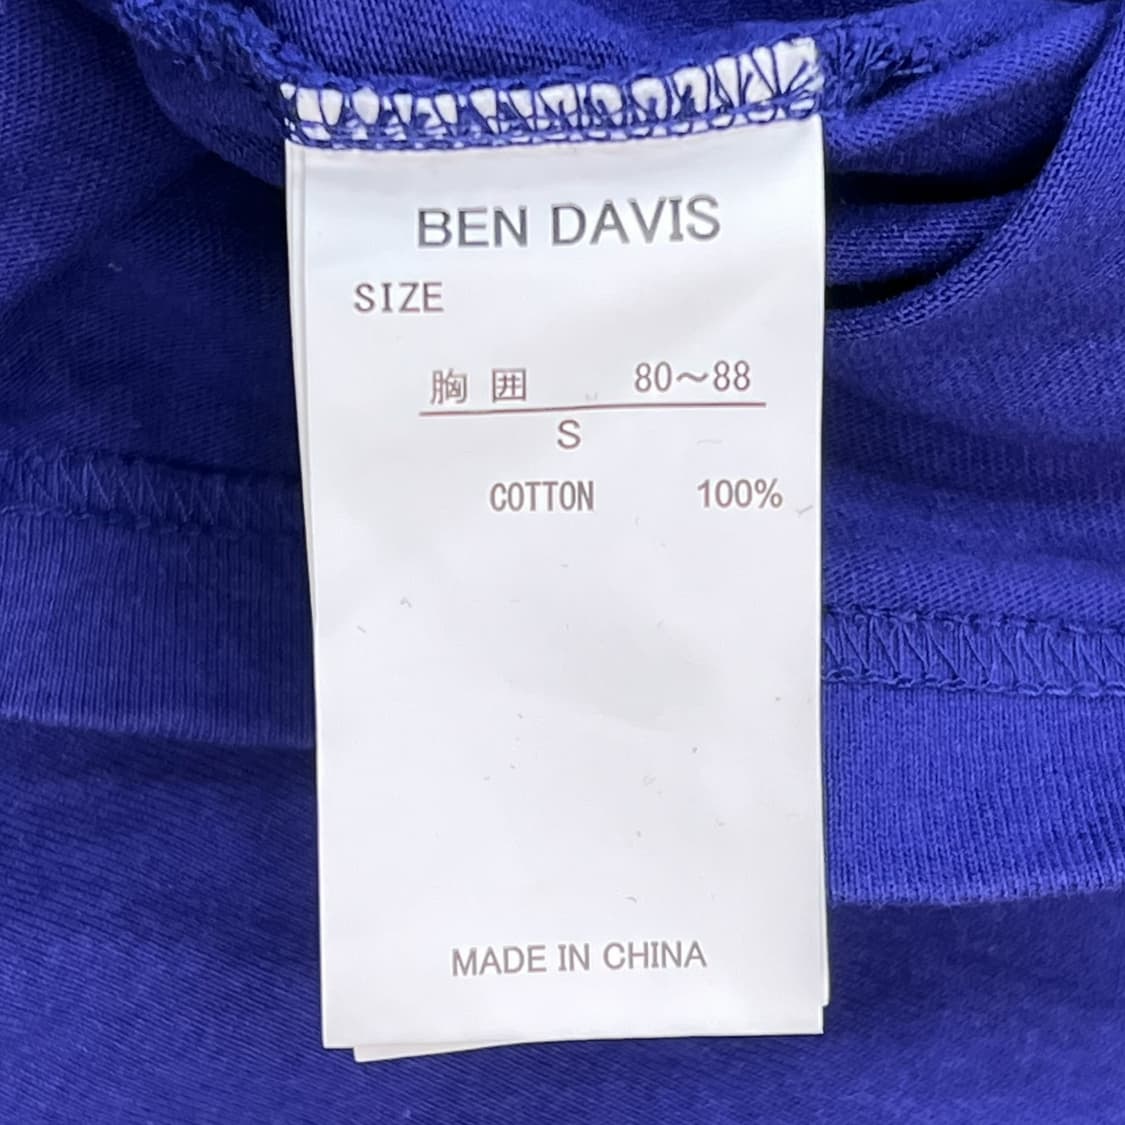 BEN DAVIS
SIZE
胸 囲 80〜88
S
COTTON 100%
MADE IN CHINA